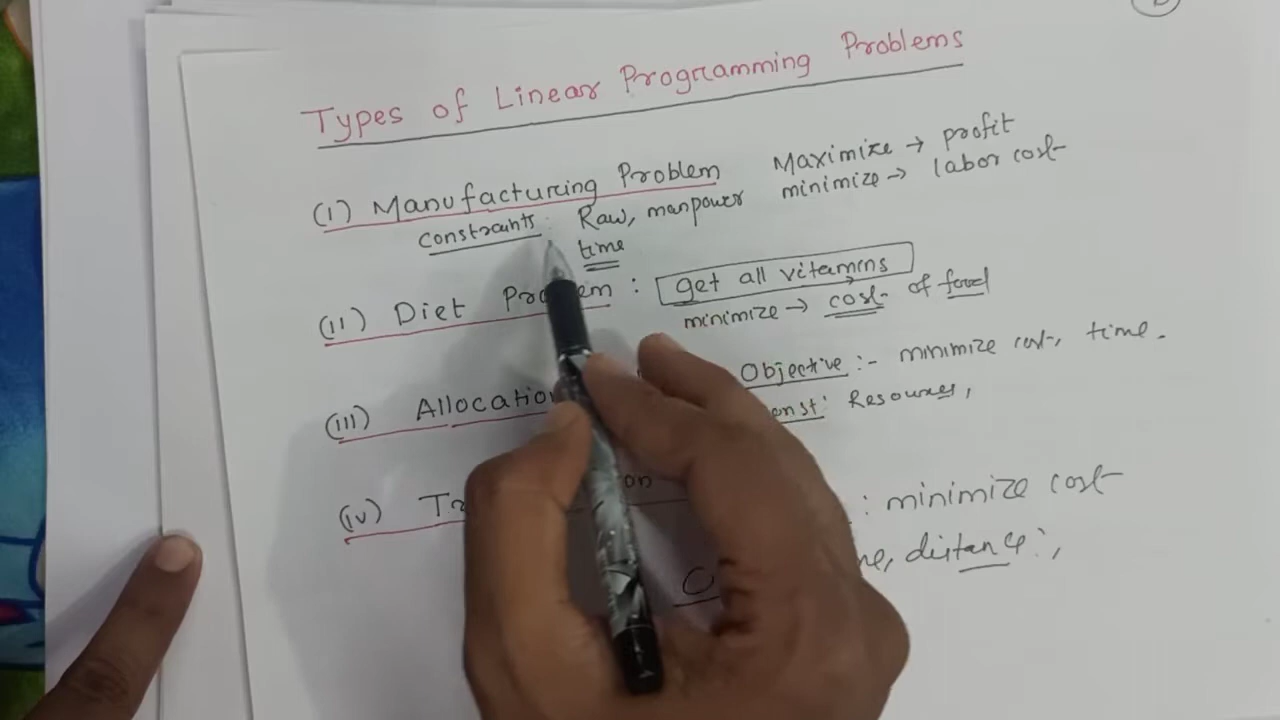 Types of Linear Programming Problems
(i) Manufacturing Problem Maximize → profit
minimize → labor cost
Constraints: Raw, manpower
time
(ii) Diet Problem : get all vitamins
minimize → cost of food
(iii) Allocation Objective :- minimize cost, time.
Resources,
(iv) : minimize cost
distance:,